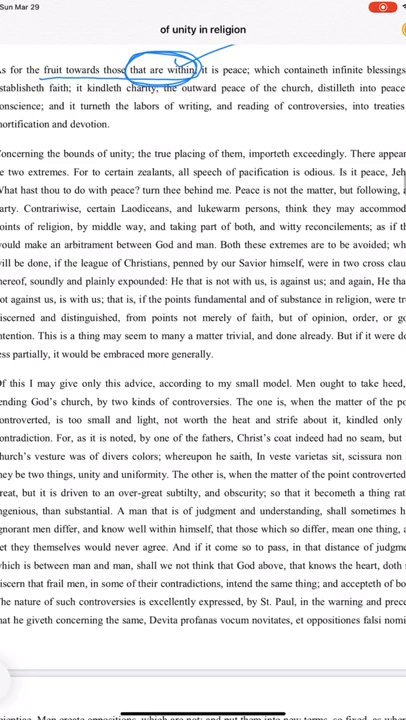 Sun Mar 29
of unity in religion
As for the fruit towards those that are within, it is peace; which containeth infinite blessings
establisheth faith; it kindleth charity; the outward peace of the church, distilleth into peace
onscience; and it turneth the labors of writing, and reading of controversies, into treaties
nortification and devotion.
Concerning the bounds of unity; the true placing of them, importeth exceedingly. There appear
e two extremes. For to certain zealants, all speech of pacification is odious. Is it peace, Jeh
What hast thou to do with peace? turn thee behind me. Peace is not the matter, but following, a
arty. Contrariwise, certain Laodiceans, and lukewarm persons, think they may accommod
oints of religion, by middle way, and taking part of both, and witty reconcilements; as if th
ould make an arbitrament between God and man. Both these extremes are to be avoided; wh
will be done, if the league of Christians, penned by our Savior himself, were in two cross clau
hereof, soundly and plainly expounded: He that is not with us, is against us; and again, He tha
ot against us, is with us; that is, if the points fundamental and of substance in religion, were tr
iscerned and distinguished, from points not merely of faith, but of opinion, order, or go
ntention. This is a thing may seem to many a matter trivial, and done already. But if it were do
ess partially, it would be embraced more generally.
Of this I may give only this advice, according to my small model. Men ought to take heed,
ending God's church, by two kinds of controversies. The one is, when the matter of the po
ontroverted, is too small and light, not worth the heat and strife about it, kindled only
ontradiction. For, as it is noted, by one of the fathers, Christ's coat indeed had no seam, but
hurch's vesture was of divers colors; whereupon he saith, In veste varietas sit, scissura non
hey be two things, unity and uniformity. The other is, when the matter of the point controverted
reat, but it is driven to an over-great subtilty, and obscurity; so that it becometh a thing rat
ngenious, than substantial. A man that is of judgment and understanding, shall sometimes h
gnorant men differ, and know well within himself, that those which so differ, mean one thing, a
et they themselves would never agree. And if it come so to pass, in that distance of judgme
which is between man and man, shall we not think that God above, that knows the heart, doth
iscern that frail men, in some of their contradictions, intend the same thing; and accepteth of bo
The nature of such controversies is excellently expressed, by St. Paul, in the warning and prece
hat he giveth concerning the same, Devita profanas vocum novitates, et oppositiones falsi nomi